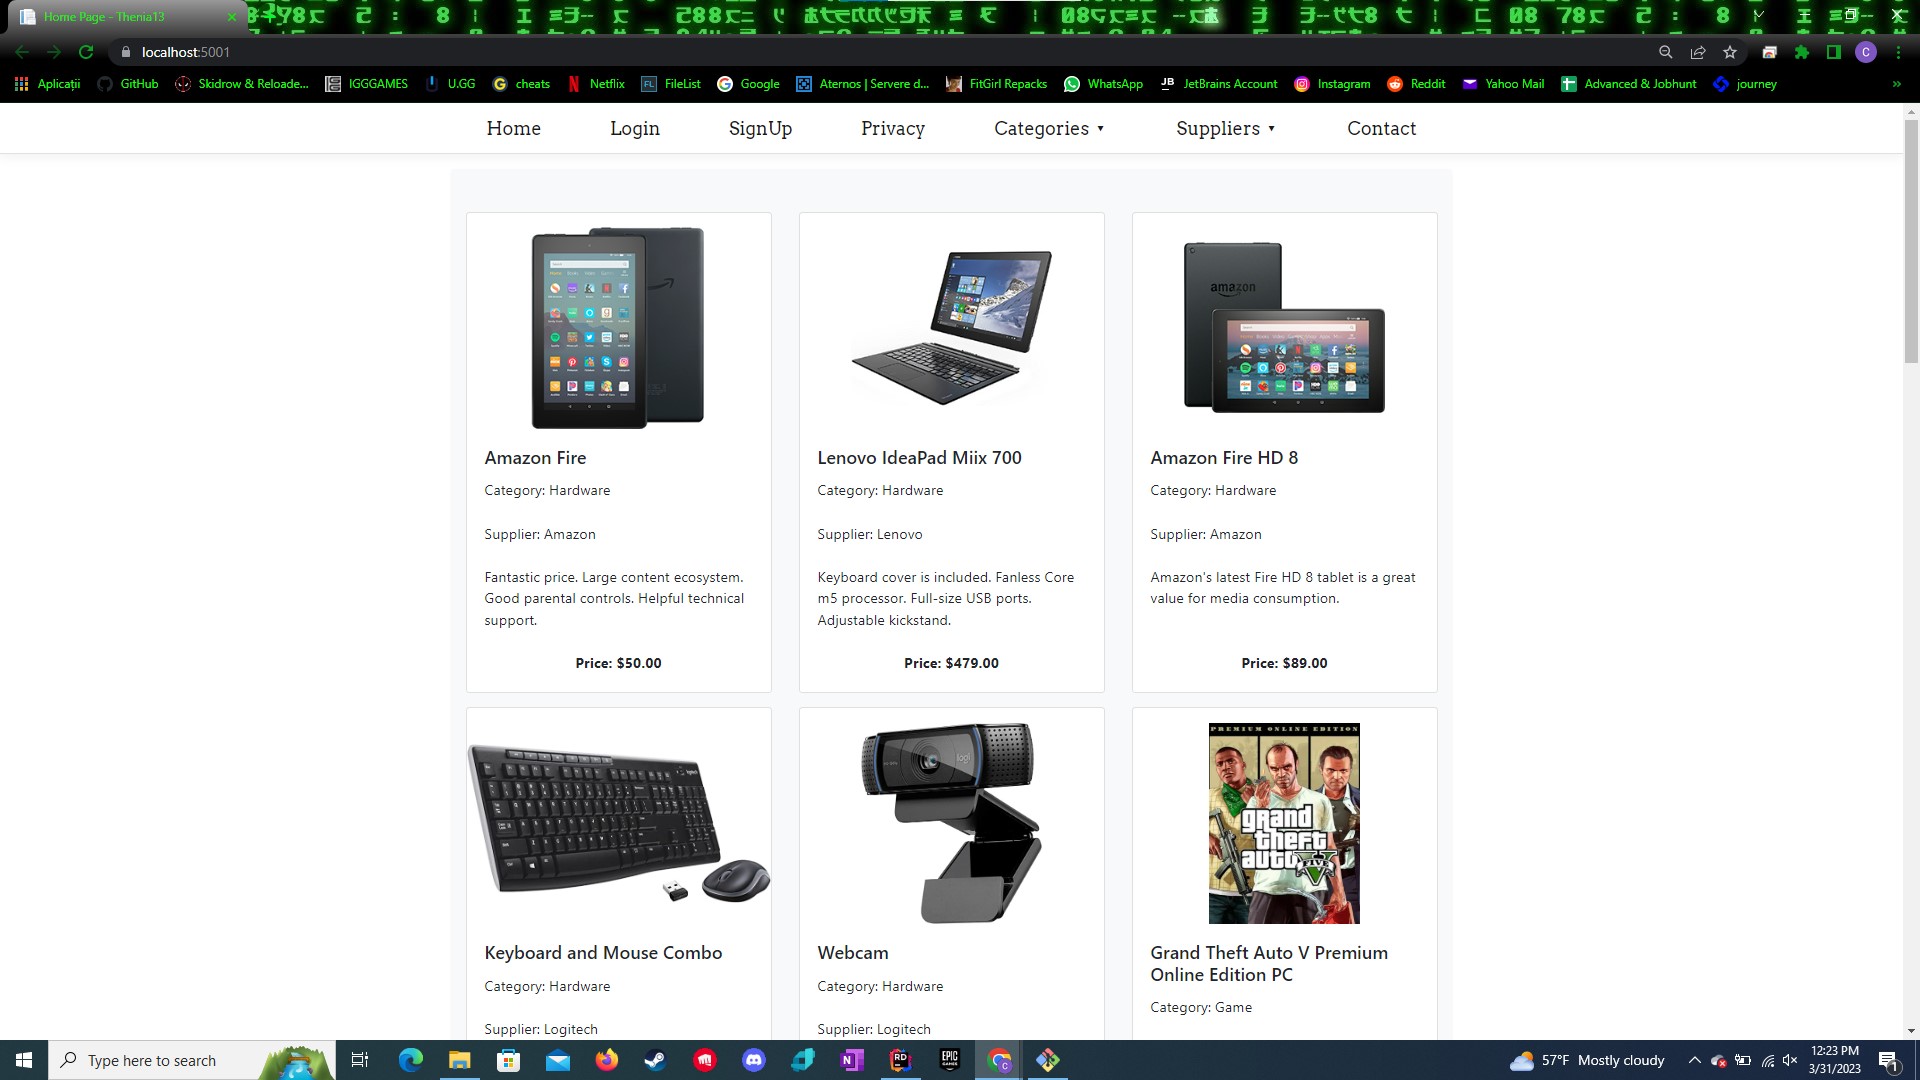 Home Page - Thenia13
localhost:5001
Aplicații
GitHub
Skidrow & Reloade...
IGGGAMES
U.GG
cheats
Netflix
FL
FileList
Google
Aternos | Servere d...
FitGirl Repacks
WhatsApp
JB
JetBrains Account
Instagram
Reddit
Yahoo Mail
Advanced & Jobhunt
journey
Home
Login
SignUp
Privacy
Categories
Suppliers
Contact
amazon
Amazon Fire
Category: Hardware
Supplier: Amazon
Fantastic price. Large content ecosystem.
Good parental controls. Helpful technical
support.
Price: $50.00
Lenovo IdeaPad Miix 700
Category: Hardware
Supplier: Lenovo
Keyboard cover is included. Fanless Core
m5 processor. Full-size USB ports.
Adjustable kickstand.
Price: $479.00
Amazon Fire HD 8
Category: Hardware
Supplier: Amazon
Amazon's latest Fire HD 8 tablet is a great
value for media consumption.
Price: $89.00
logi
PREMIUM ONLINE EDITION
grand
theft
auto
FIVE
Keyboard and Mouse Combo
Category: Hardware
Supplier: Logitech
Webcam
Category: Hardware
Supplier: Logitech
Grand Theft Auto V Premium
Online Edition PC
Category: Game
Type here to search
RD
EPIC
GAMES
57°F Mostly cloudy
12:23 PM
3/31/2023
1